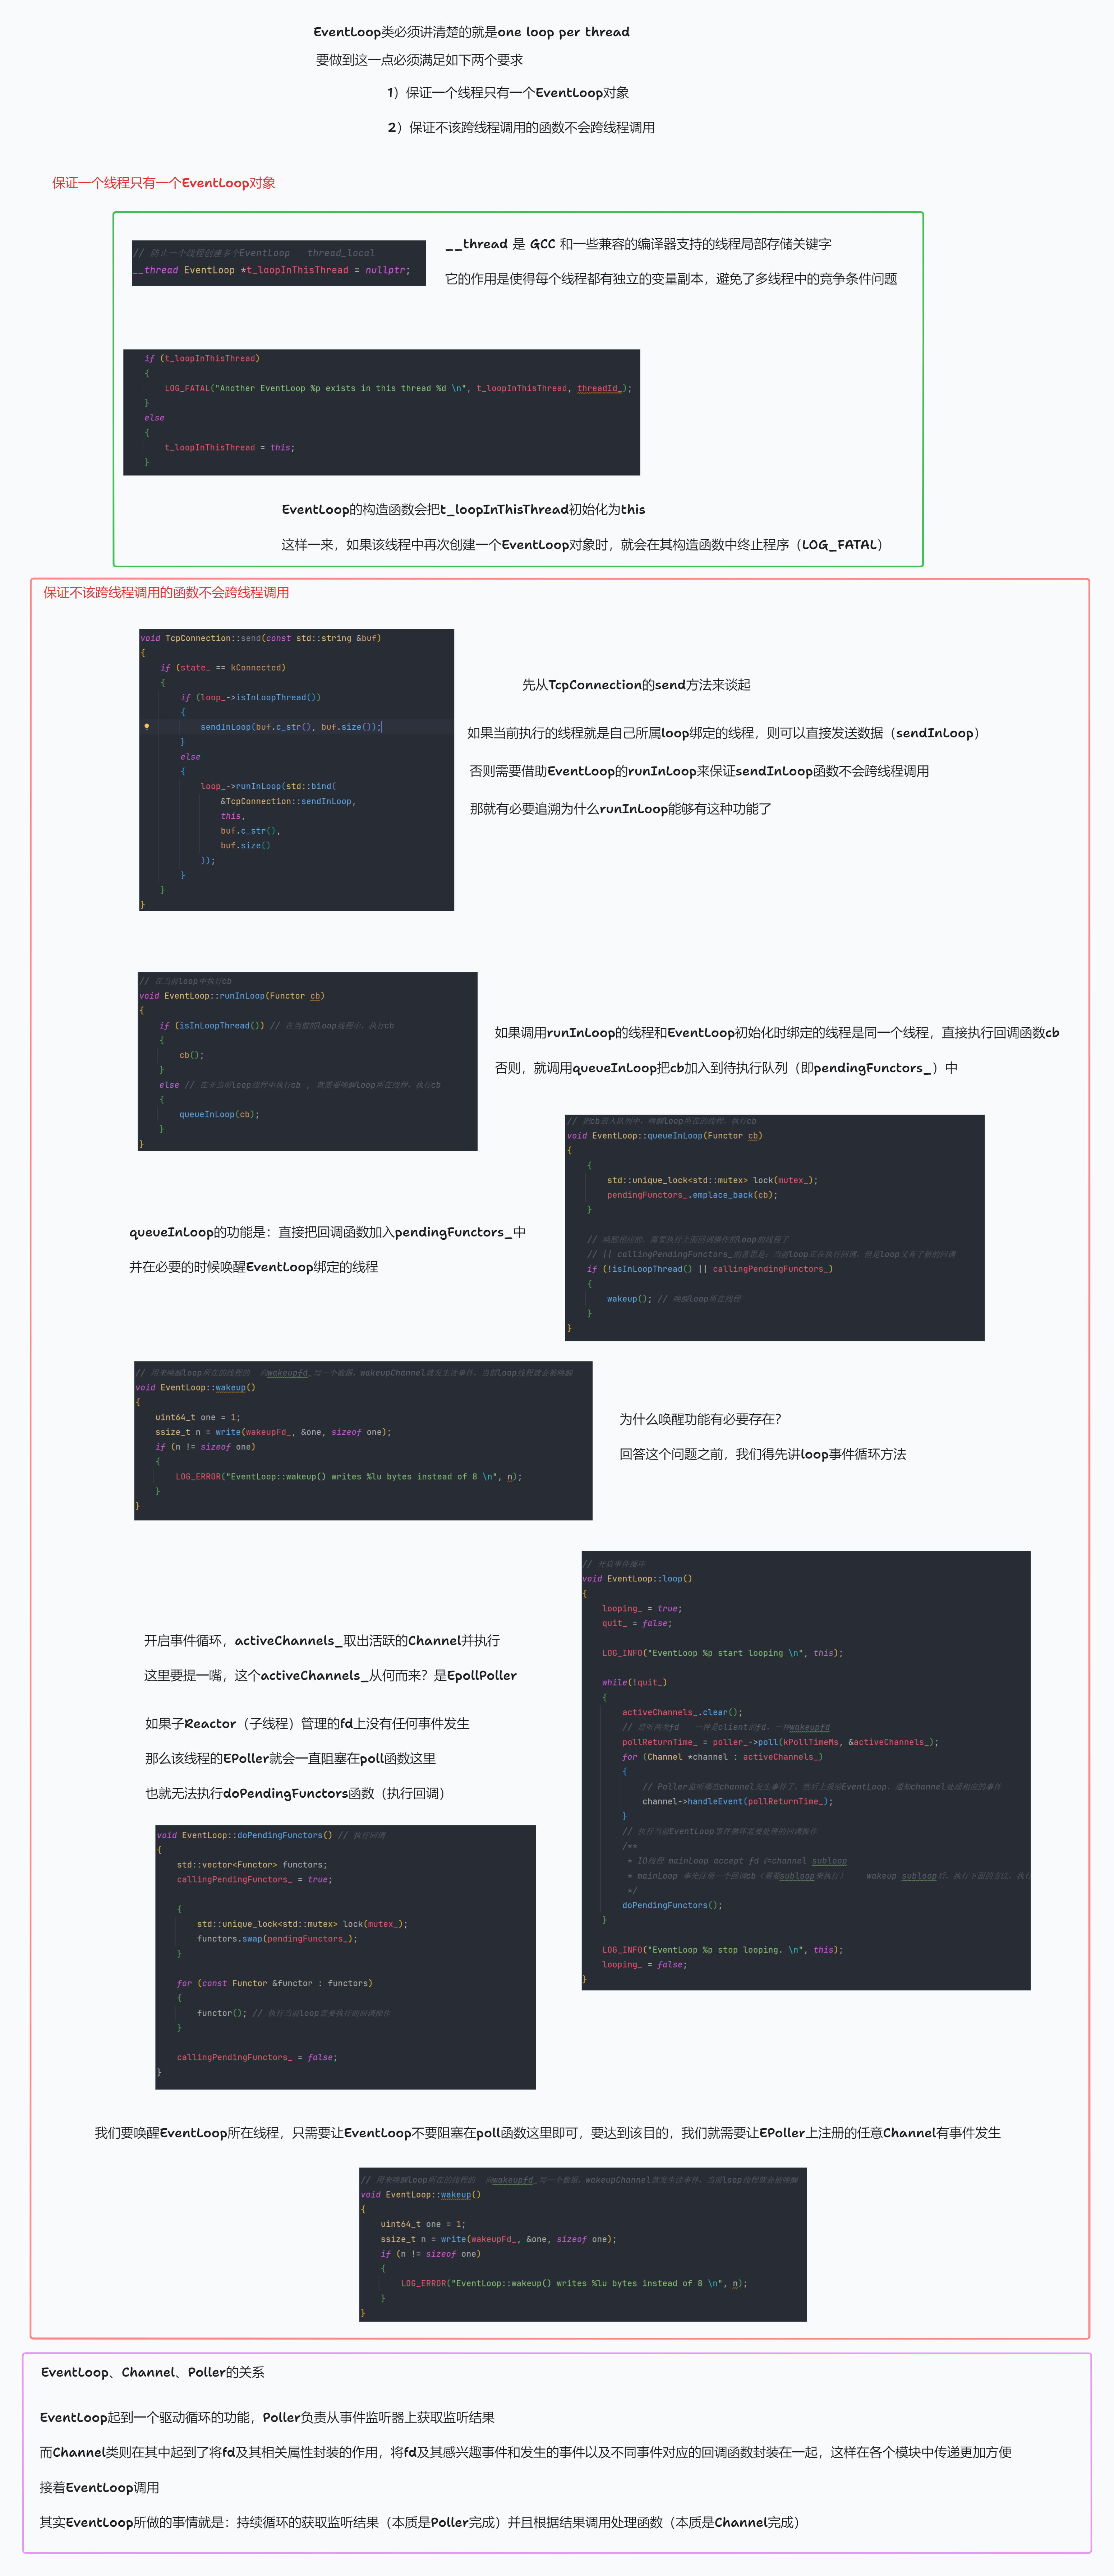 EventLoop类必须讲清楚的就是one loop per thread
要做到这一点必须满足如下两个要求
1）保证一个线程只有一个EventLoop对象
2）保证不该跨线程调用的函数不会跨线程调用
保证一个线程只有一个EventLoop对象
// 防止一个线程创建多个EventLoop thread_local
__thread EventLoop *t_loopInThisThread = nullptr;
__thread 是 GCC 和一些兼容的编译器支持的线程局部存储关键字
它的作用是使得每个线程都有独立的变量副本，避免了多线程中的竞争条件问题
if (t_loopInThisThread)
{
LOG_FATAL("Another EventLoop %p exists in this thread %d \n", t_loopInThisThread, threadId_);
}
else
{
t_loopInThisThread = this;
}
EventLoop的构造函数会把t_loopInThisThread初始化为this
这样一来，如果该线程中再次创建一个EventLoop对象时，就会在其构造函数中终止程序（LOG_FATAL）
保证不该跨线程调用的函数不会跨线程调用
void TcpConnection::send(const std::string &buf)
{
if (state_ == kConnected)
{
if (loop_->isInLoopThread())
{
sendInLoop(buf.c_str(), buf.size());
}
else
{
loop_->runInLoop(std::bind(
&TcpConnection::sendInLoop,
this,
buf.c_str(),
buf.size()
));
}
}
}
先从TcpConnection的send方法来谈起
如果当前执行的线程就是自己所属loop绑定的线程，则可以直接发送数据（sendInLoop）
否则需要借助EventLoop的runInLoop来保证sendInLoop函数不会跨线程调用
那就有必要追溯为什么runInLoop能够有这种功能了
// 在当前loop中执行cb
void EventLoop::runInLoop(Functor cb)
{
if (isInLoopThread()) // 在当前的loop线程中，执行cb
{
cb();
}
else // 在非当前loop线程中执行cb , 就需要唤醒loop所在线程，执行cb
{
queueInLoop(cb);
}
}
如果调用runInLoop的线程和EventLoop初始化时绑定的线程是同一个线程，直接执行回调函数cb
否则，就调用queueInLoop把cb加入到待执行队列（即pendingFunctors_）中
// 把cb放入队列中，唤醒loop所在的线程，执行cb
void EventLoop::queueInLoop(Functor cb)
{
{
std::unique_lock<std::mutex> lock(mutex_);
pendingFunctors_.emplace_back(cb);
}
// 唤醒相应的，需要执行上面回调操作的loop的线程了
// || callingPendingFunctors_的意思是：当前loop正在执行回调，但是loop又有了新的回调
if (!isInLoopThread() || callingPendingFunctors_)
{
wakeup(); // 唤醒loop所在线程
}
}
queueInLoop的功能是：直接把回调函数加入pendingFunctors_中
并在必要的时候唤醒EventLoop绑定的线程
// 用来唤醒loop所在的线程的 向wakeupfd_写一个数据，wakeupChannel就发生读事件，当前loop线程就会被唤醒
void EventLoop::wakeup()
{
uint64_t one = 1;
ssize_t n = write(wakeupFd_, &one, sizeof one);
if (n != sizeof one)
{
LOG_ERROR("EventLoop::wakeup() writes %lu bytes instead of 8 \n", n);
}
}
为什么唤醒功能有必要存在？
回答这个问题之前，我们得先讲loop事件循环方法
// 开启事件循环
void EventLoop::loop()
{
looping_ = true;
quit_ = false;
LOG_INFO("EventLoop %p start looping \n", this);
while(!quit_)
{
activeChannels_.clear();
// 监听两类fd 一种是client的fd，一种wakeupfd
pollReturnTime_ = poller_->poll(kPollTimeMs, &activeChannels_);
for (Channel *channel : activeChannels_)
{
// Poller监听哪些channel发生事件了，然后上报给EventLoop，通知channel处理相应的事件
channel->handleEvent(pollReturnTime_);
}
// 执行当前EventLoop事件循环需要处理的回调操作
/**
* IO线程 mainLoop accept fd《=channel subloop
* mainLoop 事先注册一个回调cb（需要subloop来执行） wakeup subloop后，执行下面的方法，执行
*/
doPendingFunctors();
}
LOG_INFO("EventLoop %p stop looping. \n", this);
looping_ = false;
}
开启事件循环，activeChannels_取出活跃的Channel并执行
这里要提一嘴，这个activeChannels_从何而来？是EpollPoller
如果子Reactor（子线程）管理的fd上没有任何事件发生
那么该线程的EPoller就会一直阻塞在poll函数这里
也就无法执行doPendingFunctors函数（执行回调）
void EventLoop::doPendingFunctors() // 执行回调
{
std::vector<Functor> functors;
callingPendingFunctors_ = true;
{
std::unique_lock<std::mutex> lock(mutex_);
functors.swap(pendingFunctors_);
}
for (const Functor &functor : functors)
{
functor(); // 执行当前loop需要执行的回调操作
}
callingPendingFunctors_ = false;
}
我们要唤醒EventLoop所在线程，只需要让EventLoop不要阻塞在poll函数这里即可，要达到该目的，我们就需要让EPoller上注册的任意Channel有事件发生
// 用来唤醒loop所在的线程的 向wakeupfd_写一个数据，wakeupChannel就发生读事件，当前loop线程就会被唤醒
void EventLoop::wakeup()
{
uint64_t one = 1;
ssize_t n = write(wakeupFd_, &one, sizeof one);
if (n != sizeof one)
{
LOG_ERROR("EventLoop::wakeup() writes %lu bytes instead of 8 \n", n);
}
}
EventLoop、Channel、Poller的关系
EventLoop起到一个驱动循环的功能，Poller负责从事件监听器上获取监听结果
而Channel类则在其中起到了将fd及其相关属性封装的作用，将fd及其感兴趣事件和发生的事件以及不同事件对应的回调函数封装在一起，这样在各个模块中传递更加方便
接着EventLoop调用
其实EventLoop所做的事情就是：持续循环的获取监听结果（本质是Poller完成）并且根据结果调用处理函数（本质是Channel完成）